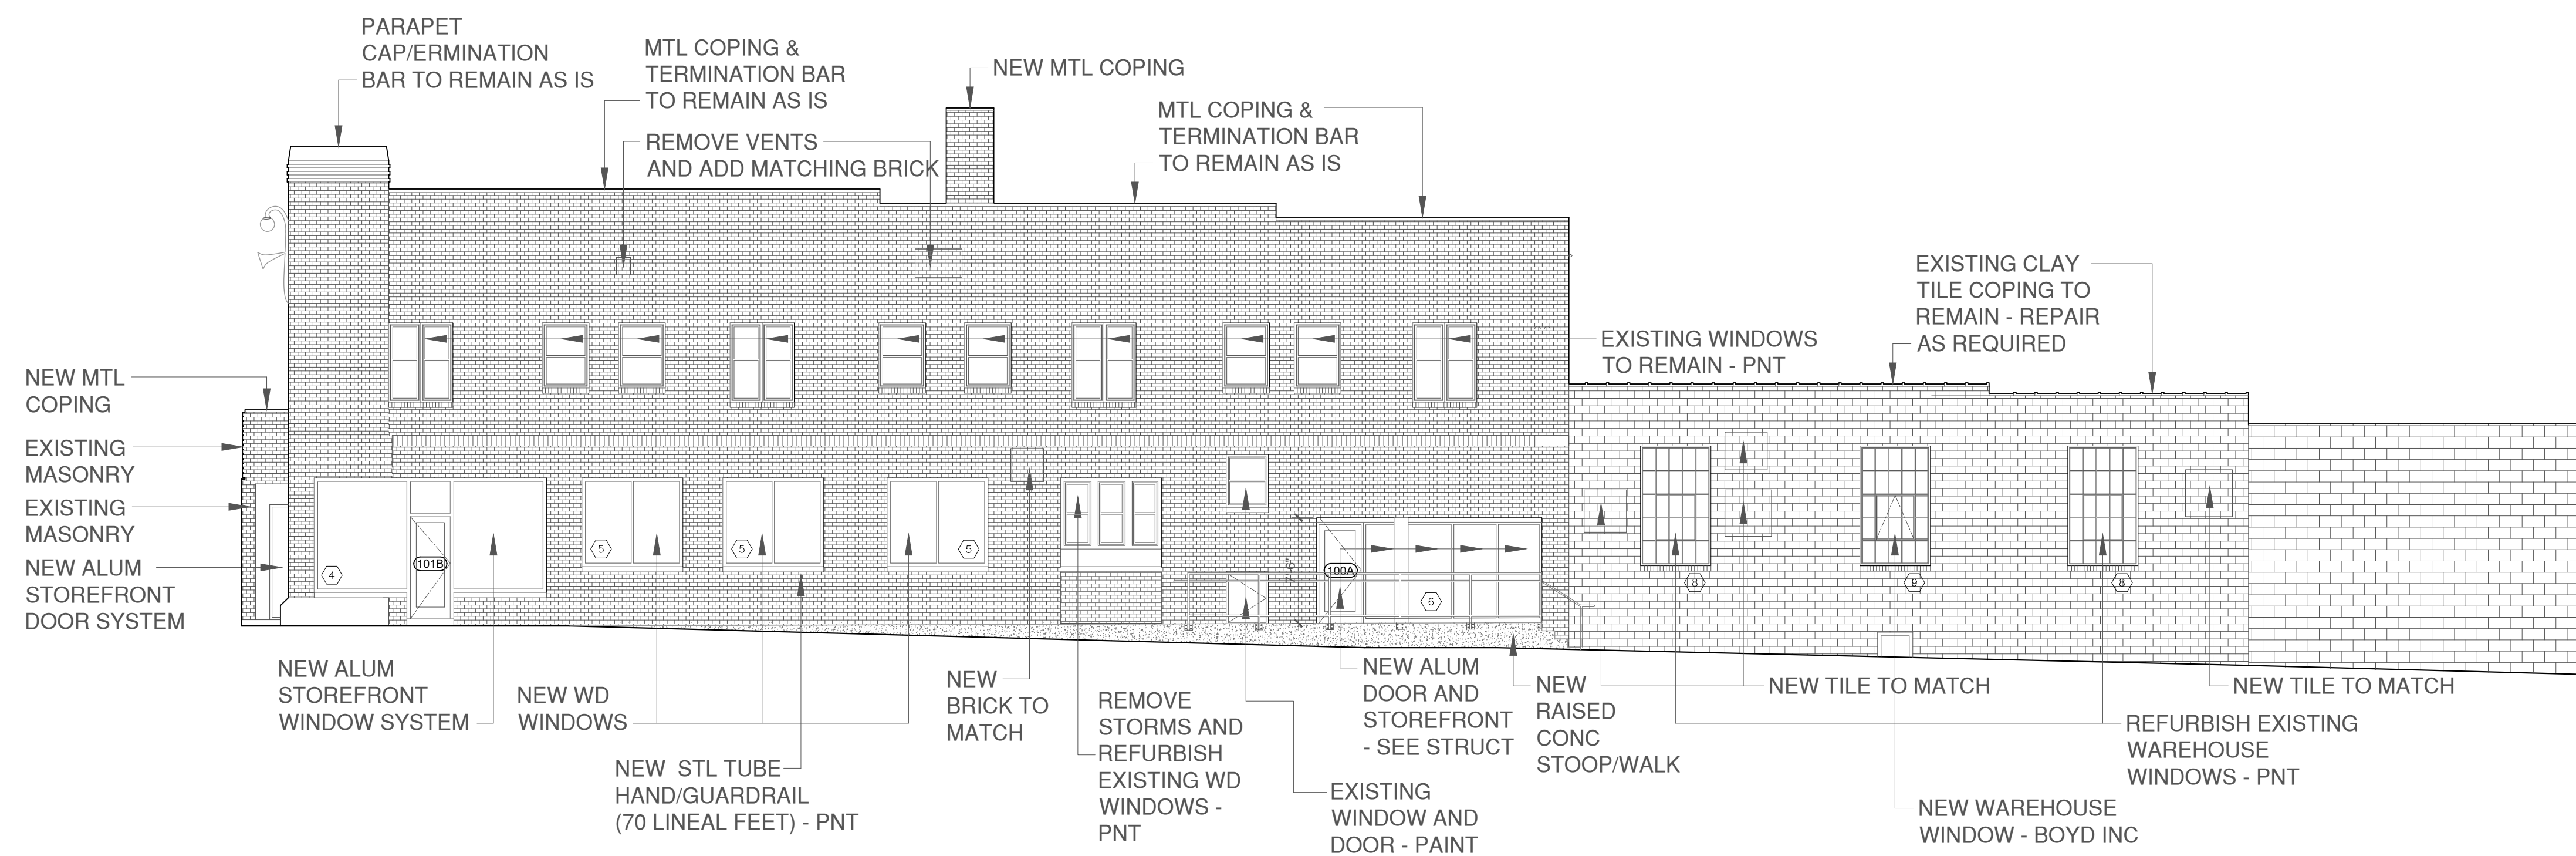 PARAPET
CAP/ERMINATION
BAR TO REMAIN AS IS
MTL COPING &
TERMINATION BAR
TO REMAIN AS IS
REMOVE VENTS
AND ADD MATCHING BRICK
NEW MTL COPING
MTL COPING &
TERMINATION BAR
TO REMAIN AS IS
EXISTING CLAY
TILE COPING TO
REMAIN - REPAIR
AS REQUIRED
EXISTING WINDOWS
TO REMAIN - PNT
NEW MTL
COPING
EXISTING
MASONRY
EXISTING
MASONRY
NEW ALUM
STOREFRONT
DOOR SYSTEM
4
101B
5
5
5
7'-6"
100A
6
8
9
8
NEW ALUM
STOREFRONT
WINDOW SYSTEM
NEW WD
WINDOWS
NEW STL TUBE
HAND/GUARDRAIL
(70 LINEAL FEET) - PNT
NEW
BRICK TO
MATCH
REMOVE
STORMS AND
REFURBISH
EXISTING WD
WINDOWS -
PNT
EXISTING
WINDOW AND
DOOR - PAINT
NEW ALUM
DOOR AND
STOREFRONT
- SEE STRUCT
NEW
RAISED
CONC
STOOP/WALK
NEW TILE TO MATCH
NEW TILE TO MATCH
REFURBISH EXISTING
WAREHOUSE
WINDOWS - PNT
NEW WAREHOUSE
WINDOW - BOYD INC